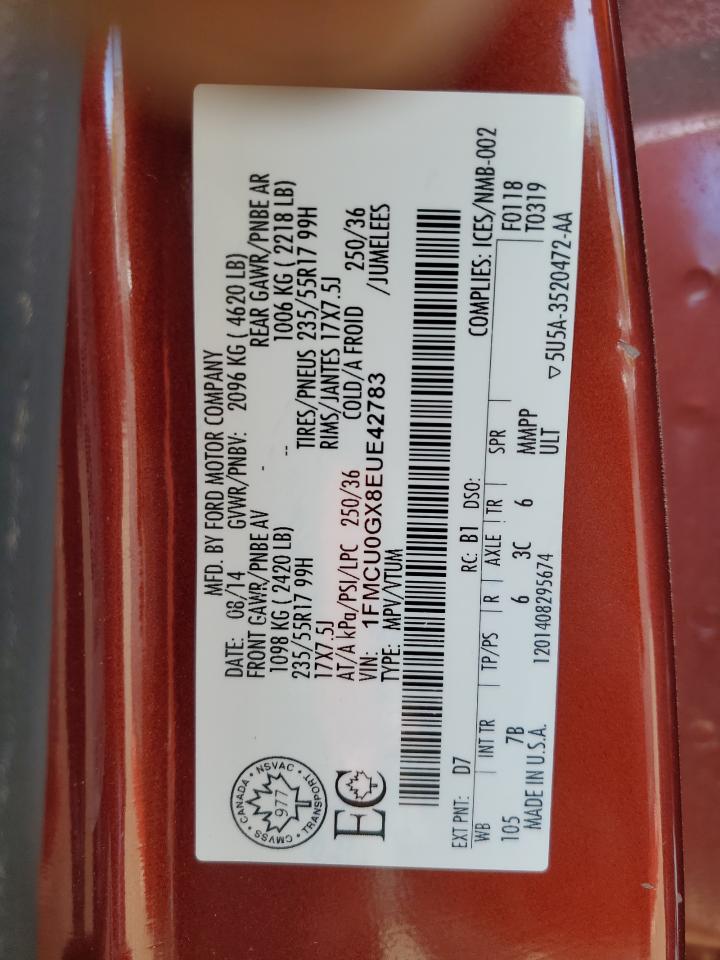 MFD. BY FORD MOTOR COMPANY
DATE: 08/14 GVWR/PNBV: 2096 KG ( 4620 LB)
FRONT GAWR/PNBE AV REAR GAWR/PNBE AR
1098 KG ( 2420 LB) - 1006 KG ( 2218 LB)
235/55R17 99H -- TIRES/PNEUS 235/55R17 99H
17X7.5J RIMS/JANTES 17X7.5J
AT/A kPa/PSI/LPC 250/36 COLD/A FROID 250/36
VIN: 1FMCU0GX8EUE42783 /JUMELEES
TYPE: MPV/VTUM
CANADA • NSVAC • TRANSPORT • CMVSS •
977
EC
EXT PNT: D7 RC: B1 DSO: COMPLIES: ICES/NMB-002
WB INT TR TP/PS R AXLE TR SPR F0118
105 7B 6 3C 6 MMPP T0319
MADE IN U.S.A. 1201408295674 ULT ▽5U5A-3520472-AA